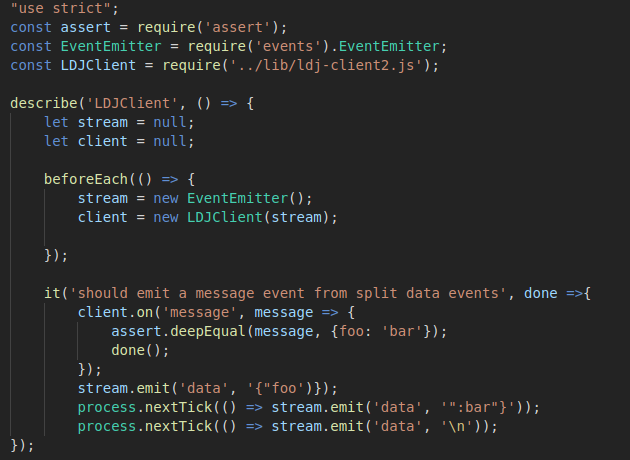 "use strict";
const assert = require('assert');
const EventEmitter = require('events').EventEmitter;
const LDJClient = require('../lib/ldj-client2.js');
describe('LDJClient', () => {
let stream = null;
let client = null;
beforeEach(() => {
stream = new EventEmitter();
client = new LDJClient(stream);
});
it('should emit a message event from split data events', done =>{
client.on('message', message => {
assert.deepEqual(message, {foo: 'bar'});
done();
});
stream.emit('data', '{"foo')});
process.nextTick(() => stream.emit('data', '":bar"}'));
process.nextTick(() => stream.emit('data', '\n'));
});